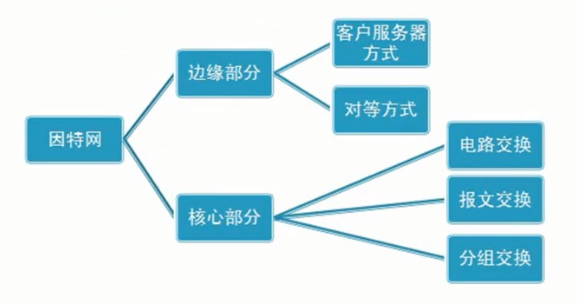 客户服务器
方式
边缘部分
对等方式
因特网
电路交换
报文交换
核心部分
分组交换